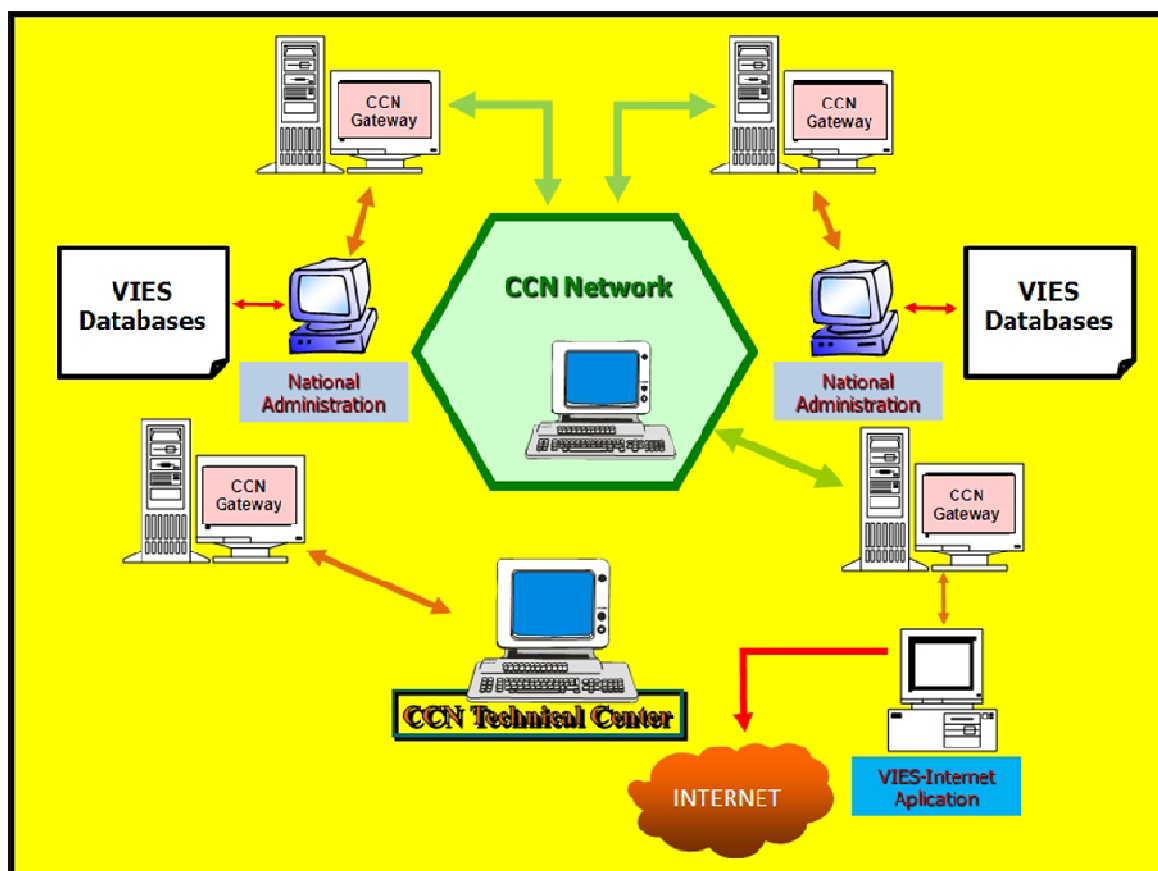 CCN
Gateway
CCN
Gateway
VIES
Databases
CCN Network
VIES
Databases
National
Administration
National
Administration
CCN
Gateway
CCN
Gateway
CCN Technical Center
INTERNET
VIES-Internet
Aplication